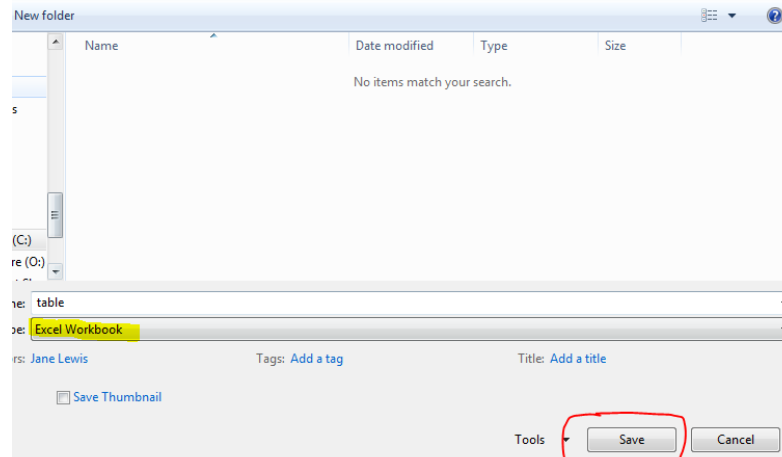 New folder
Name Date modified Type Size
No items match your search.
s
(C:)
re (O:)
ne: table
pe: Excel Workbook
rs: Jane Lewis Tags: Add a tag Title: Add a title
Save Thumbnail
Tools Save Cancel